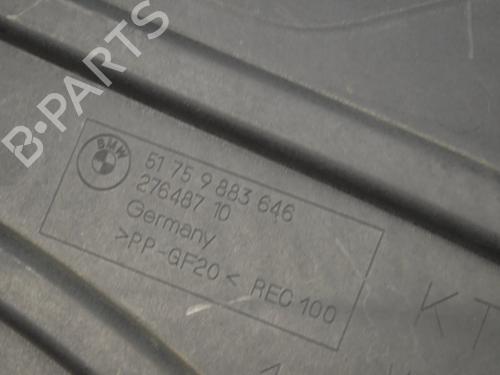 B-PARTS
BMW
51 75 9 883 646
276487 10
Germany
>PP-GF20< REC 100
KT